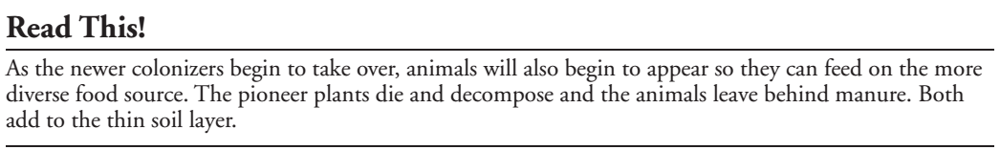 Read This!
As the newer colonizers begin to take over, animals will also begin to appear so they can feed on the more
diverse food source. The pioneer plants die and decompose and the animals leave behind manure. Both
add to the thin soil layer.